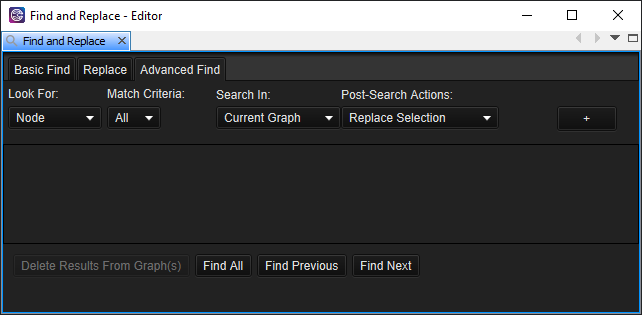 Find and Replace - Editor
Find and Replace
Basic Find Replace Advanced Find
Look For: Match Criteria: Search In: Post-Search Actions:
Node All Current Graph Replace Selection +
Delete Results From Graph(s) Find All Find Previous Find Next